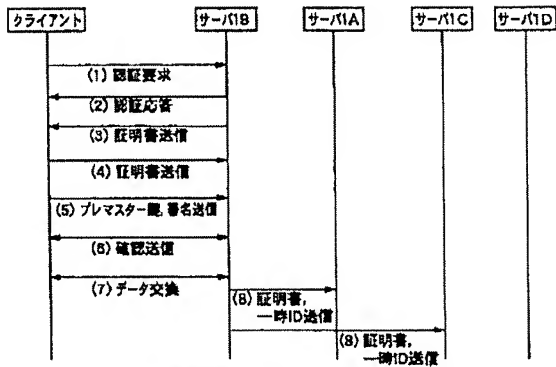 クライアント
サーバ1B
サーバ1A
サーバ1C
サーバ1D
(1) 認証要求
(2) 認証応答
(3) 証明書送信
(4) 証明書送信
(5) プレマスター鍵, 署名送信
(6) 確認送信
(7) データ交換
(8) 証明書,
一時ID送信
(8) 証明書,
一時ID送信